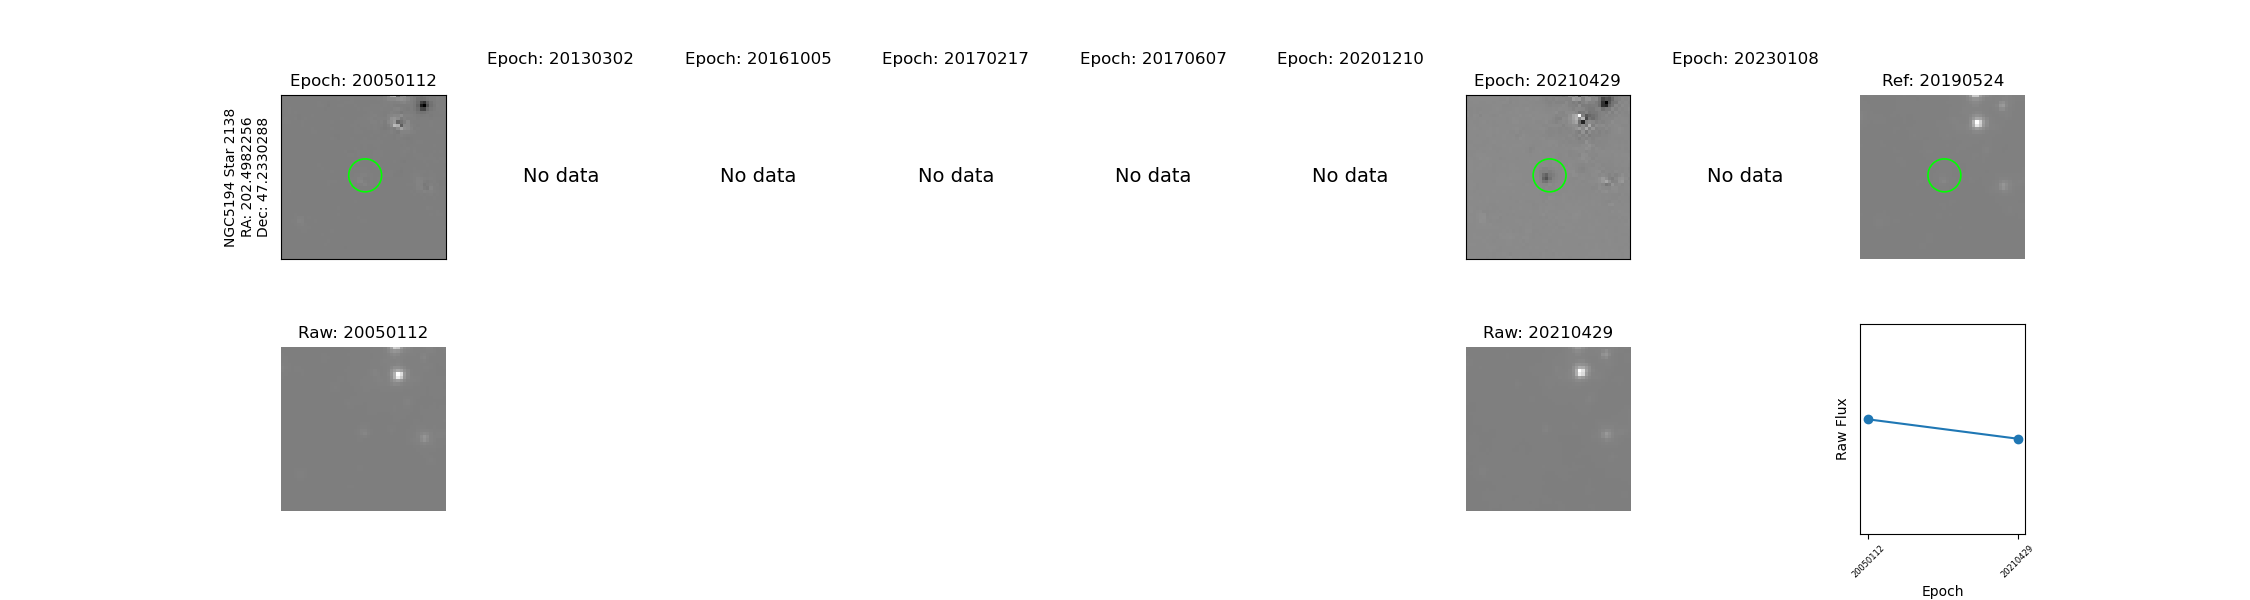 Epoch: 20050112
Epoch: 20130302
Epoch: 20161005
Epoch: 20170217
Epoch: 20170607
Epoch: 20201210
Epoch: 20210429
Epoch: 20230108
Ref: 20190524
NGC5194 Star 2138
RA: 202.4982256
Dec: 47.2330288
No data
No data
No data
No data
No data
No data
Raw: 20050112
Raw: 20210429
Raw Flux
20050112
20210429
Epoch